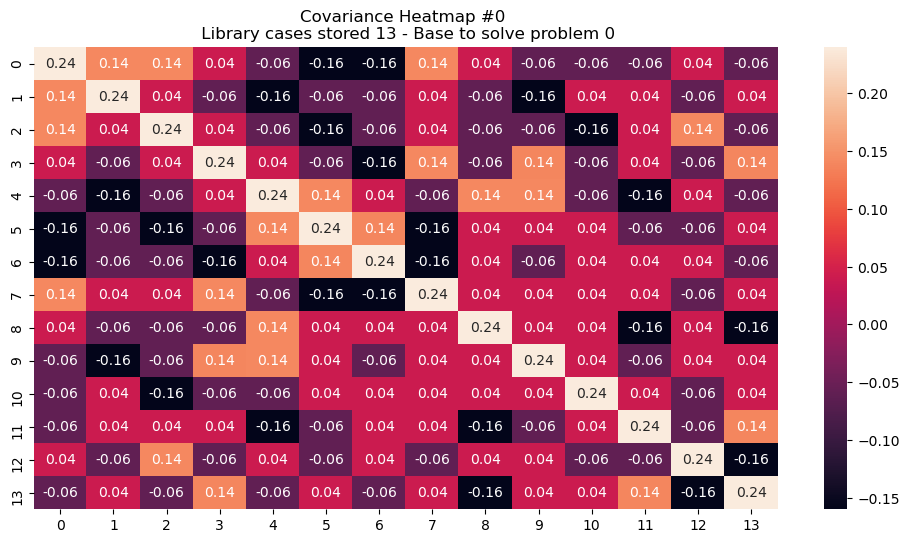 Covariance Heatmap #0
Library cases stored 13 - Base to solve problem 0
0 0.24 0.14 0.14 0.04 -0.06 -0.16 -0.16 0.14 0.04 -0.06 -0.06 -0.06 0.04 -0.06
1 0.14 0.24 0.04 -0.06 -0.16 -0.06 -0.06 0.04 -0.06 -0.16 0.04 0.04 -0.06 0.04
2 0.14 0.04 0.24 0.04 -0.06 -0.16 -0.06 0.04 -0.06 -0.06 -0.16 0.04 0.14 -0.06
3 0.04 -0.06 0.04 0.24 0.04 -0.06 -0.16 0.14 -0.06 0.14 -0.06 0.04 -0.06 0.14
4 -0.06 -0.16 -0.06 0.04 0.24 0.14 0.04 -0.06 0.14 0.14 -0.06 -0.16 0.04 -0.06
5 -0.16 -0.06 -0.16 -0.06 0.14 0.24 0.14 -0.16 0.04 0.04 0.04 -0.06 -0.06 0.04
6 -0.16 -0.06 -0.06 -0.16 0.04 0.14 0.24 -0.16 0.04 -0.06 0.04 0.04 0.04 -0.06
7 0.14 0.04 0.04 0.14 -0.06 -0.16 -0.16 0.24 0.04 0.04 0.04 0.04 -0.06 0.04
8 0.04 -0.06 -0.06 -0.06 0.14 0.04 0.04 0.04 0.24 0.04 0.04 -0.16 0.04 -0.16
9 -0.06 -0.16 -0.06 0.14 0.14 0.04 -0.06 0.04 0.04 0.24 0.04 -0.06 0.04 0.04
10 -0.06 0.04 -0.16 -0.06 -0.06 0.04 0.04 0.04 0.04 0.04 0.24 0.04 -0.06 0.04
11 -0.06 0.04 0.04 0.04 -0.16 -0.06 0.04 0.04 -0.16 -0.06 0.04 0.24 -0.06 0.14
12 0.04 -0.06 0.14 -0.06 0.04 -0.06 0.04 -0.06 0.04 0.04 -0.06 -0.06 0.24 -0.16
13 -0.06 0.04 -0.06 0.14 -0.06 0.04 -0.06 0.04 -0.16 0.04 0.04 0.14 -0.16 0.24
0 1 2 3 4 5 6 7 8 9 10 11 12 13
0.20
0.15
0.10
0.05
0.00
−0.05
−0.10
−0.15